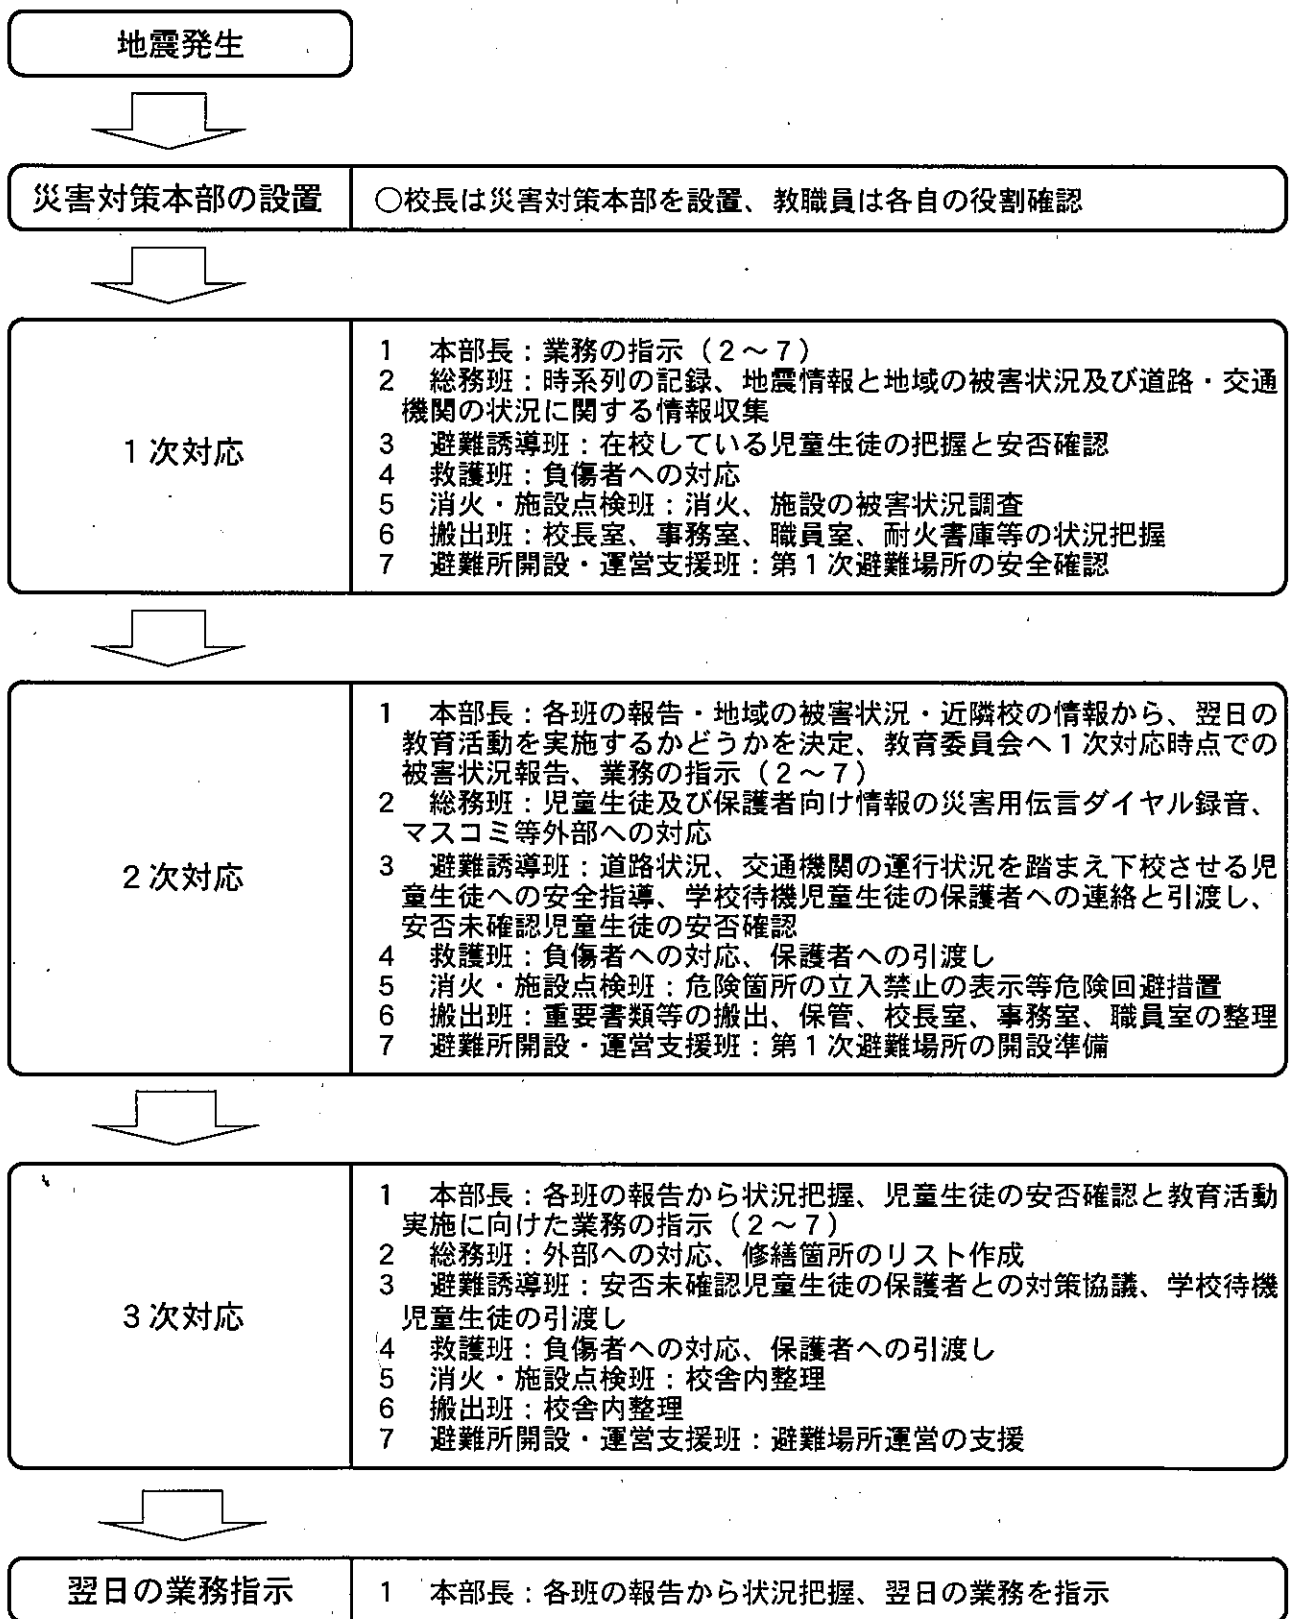 地震発生
災害対策本部の設置
○校長は災害対策本部を設置、教職員は各自の役割確認
1次対応
1 本部長：業務の指示（2～7）
2 総務班：時系列の記録、地震情報と地域の被害状況及び道路・交通
機関の状況に関する情報収集
3 避難誘導班：在校している児童生徒の把握と安否確認
4 救護班：負傷者への対応
5 消火・施設点検班：消火、施設の被害状況調査
6 搬出班：校長室、事務室、職員室、耐火書庫等の状況把握
7 避難所開設・運営支援班：第1次避難場所の安全確認
2次対応
1 本部長：各班の報告・地域の被害状況・近隣校の情報から、翌日の
教育活動を実施するかどうかを決定、教育委員会へ1次対応時点での
被害状況報告、業務の指示（2～7）
2 総務班：児童生徒及び保護者向け情報の災害用伝言ダイヤル録音、
マスコミ等外部への対応
3 避難誘導班：道路状況、交通機関の運行状況を踏まえ下校させる児
童生徒への安全指導、学校待機児童生徒の保護者への連絡と引渡し、
安否未確認児童生徒の安否確認
4 救護班：負傷者への対応、保護者への引渡し
5 消火・施設点検班：危険箇所の立入禁止の表示等危険回避措置
6 搬出班：重要書類等の搬出、保管、校長室、事務室、職員室の整理
7 避難所開設・運営支援班：第1次避難場所の開設準備
3次対応
1 本部長：各班の報告から状況把握、児童生徒の安否確認と教育活動
実施に向けた業務の指示（2～7）
2 総務班：外部への対応、修繕箇所のリスト作成
3 避難誘導班：安否未確認児童生徒の保護者との対策協議、学校待機
児童生徒の引渡し
4 救護班：負傷者への対応、保護者への引渡し
5 消火・施設点検班：校舎内整理
6 搬出班：校舎内整理
7 避難所開設・運営支援班：避難場所運営の支援
翌日の業務指示
1 本部長：各班の報告から状況把握、翌日の業務を指示